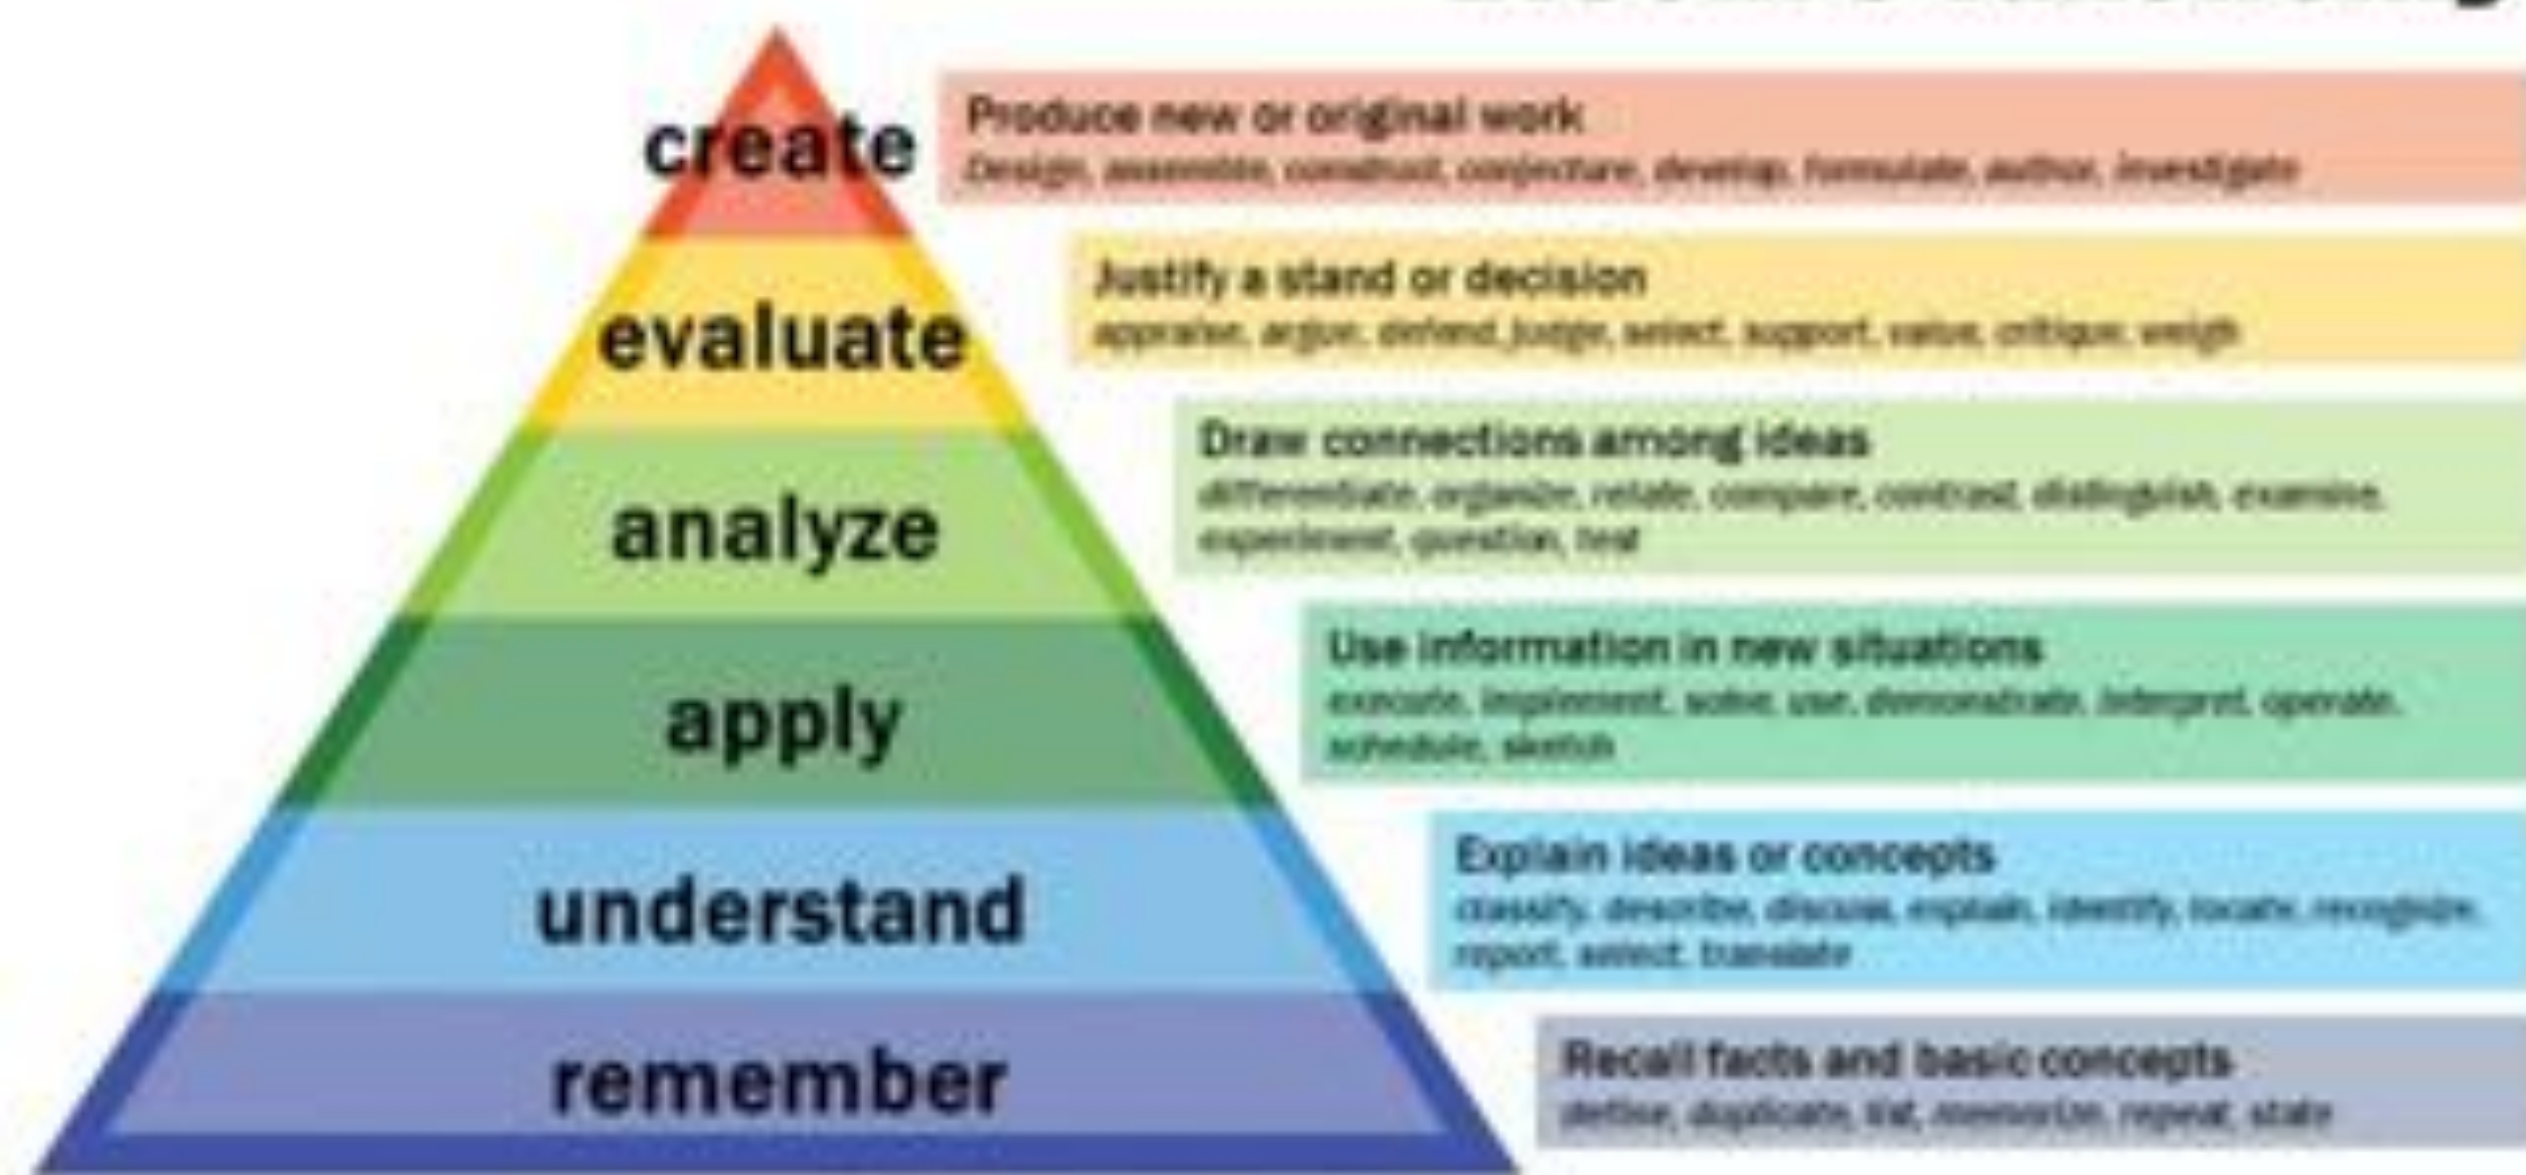 create
Produce new or original work
Design, assemble, construct, conjecture, develop, formulate, author, investigate
evaluate
Justify a stand or decision
appraise, argue, defend, judge, select, support, value, critique, weigh
analyze
Draw connections among ideas
differentiate, organize, relate, compare, contrast, distinguish, examine,
experiment, question, test
apply
Use information in new situations
execute, implement, solve, use, demonstrate, interpret, operate,
schedule, sketch
understand
Explain ideas or concepts
classify, describe, discuss, explain, identify, locate, recognize,
report, select, translate
remember
Recall facts and basic concepts
define, duplicate, list, memorize, repeat, state